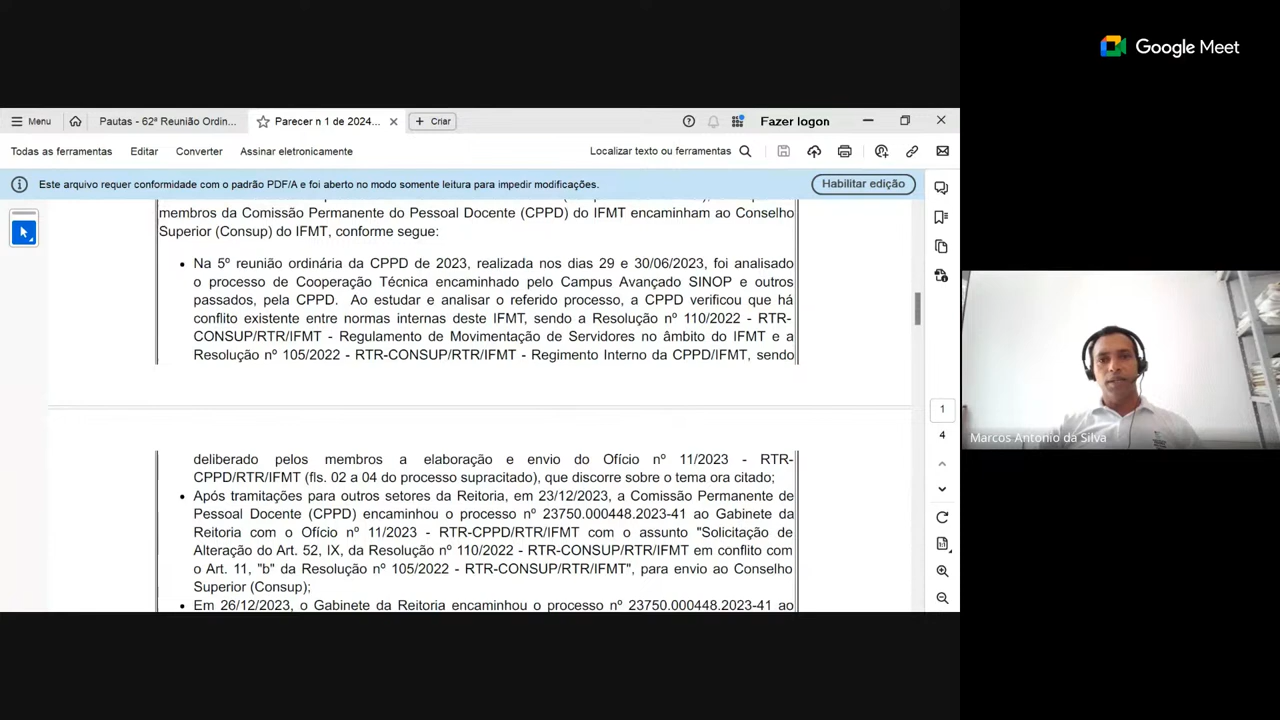 Google Meet
Menu
Pautas - 62ª Reunião Ordin...
Parecer n 1 de 2024...
Criar
Fazer logon
Todas as ferramentas
Editar
Converter
Assinar eletronicamente
Localizar texto ou ferramentas
Este arquivo requer conformidade com o padrão PDF/A e foi aberto no modo somente leitura para impedir modificações.
Habilitar edição
membros da Comissão Permanente do Pessoal Docente (CPPD) do IFMT encaminham ao Conselho
Superior (Consup) do IFMT, conforme segue:
• Na 5º reunião ordinária da CPPD de 2023, realizada nos dias 29 e 30/06/2023, foi analisado
o processo de Cooperação Técnica encaminhado pelo Campus Avançado SINOP e outros
passados, pela CPPD. Ao estudar e analisar o referido processo, a CPPD verificou que há
conflito existente entre normas internas deste IFMT, sendo a Resolução nº 110/2022 - RTR-
CONSUP/RTR/IFMT - Regulamento de Movimentação de Servidores no âmbito do IFMT e a
Resolução nº 105/2022 - RTR-CONSUP/RTR/IFMT - Regimento Interno da CPPD/IFMT, sendo
1
4
deliberado pelos membros a elaboração e envio do Ofício nº 11/2023 - RTR-
CPPD/RTR/IFMT (fls. 02 a 04 do processo supracitado), que discorre sobre o tema ora citado;
• Após tramitações para outros setores da Reitoria, em 23/12/2023, a Comissão Permanente de
Pessoal Docente (CPPD) encaminhou o processo nº 23750.000448.2023-41 ao Gabinete da
Reitoria com o Ofício nº 11/2023 - RTR-CPPD/RTR/IFMT com o assunto "Solicitação de
Alteração do Art. 52, IX, da Resolução nº 110/2022 - RTR-CONSUP/RTR/IFMT em conflito com
o Art. 11, "b" da Resolução nº 105/2022 - RTR-CONSUP/RTR/IFMT", para envio ao Conselho
Superior (Consup);
• Em 26/12/2023, o Gabinete da Reitoria encaminhou o processo nº 23750.000448.2023-41 ao
Marcos Antonio da Silva